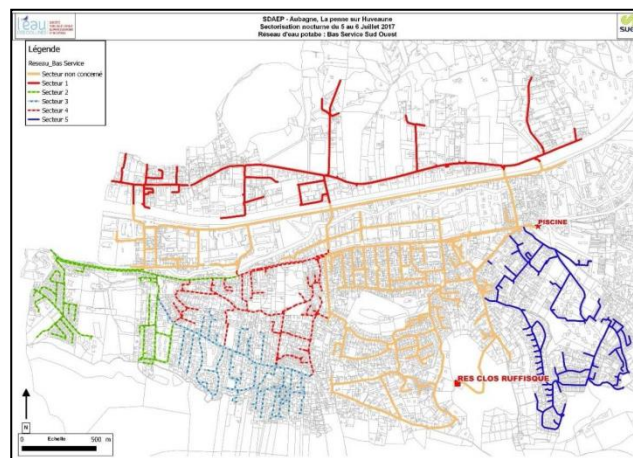 l'eau
SDAEP - Aubagne, La penne sur Huveaune
Sectorisation nocturne du 5 au 6 Juillet 2017
Réseau d'eau potabe : Bas Service Sud Ouest
Légende
Reseau_Bas Service
Secteur non concerné
Secteur 1
Secteur 2
Secteur 3
Secteur 4
Secteur 5
PISCINE
RES CLOS RUFFISQUE
N
Echelle
0 500 m